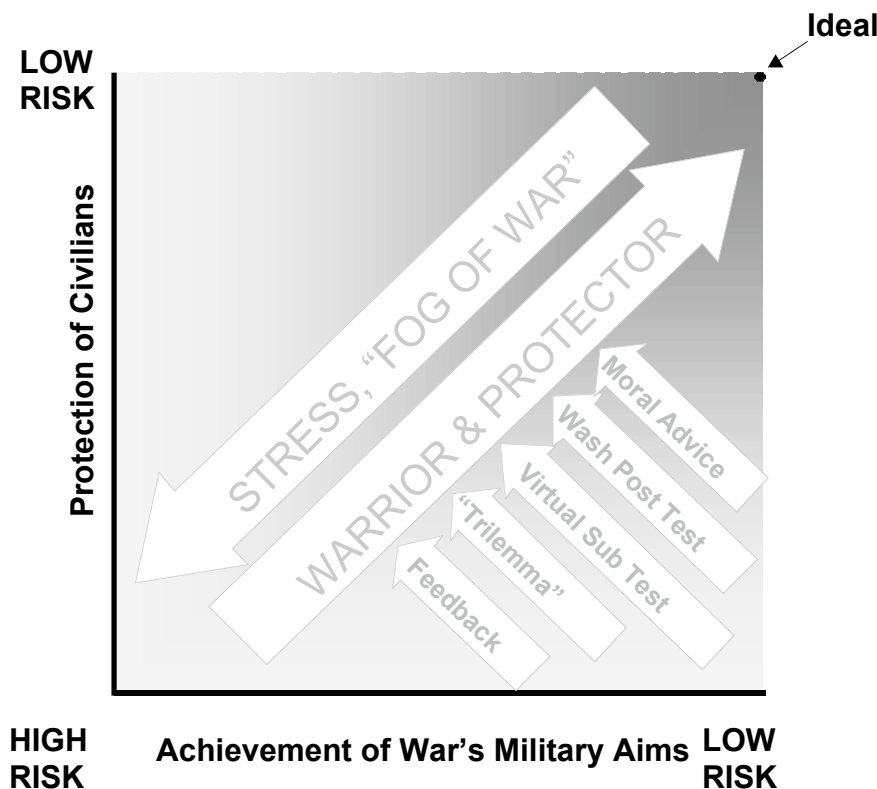 Ideal
LOW
RISK
Protection of Civilians
STRESS, “FOG OF WAR”
WARRIOR & PROTECTOR
Moral Advice
Wash Post Test
Virtual Sub Test
“Trilemma”
Feedback
HIGH
RISK
Achievement of War's Military Aims
LOW
RISK